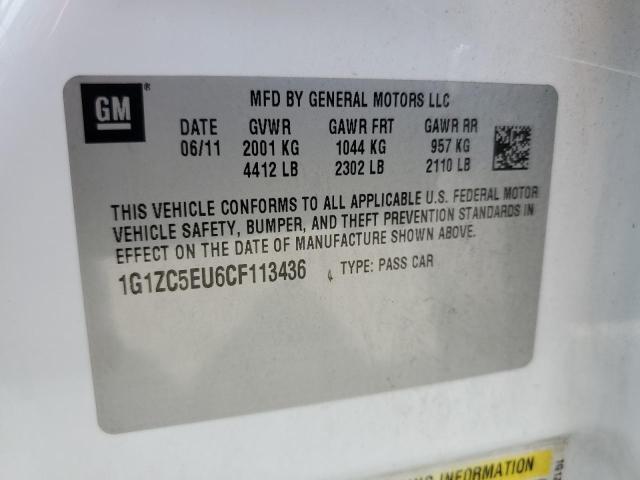 GM
MFD BY GENERAL MOTORS LLC
DATE GVWR GAWR FRT GAWR RR
06/11 2001 KG 1044 KG 957 KG
4412 LB 2302 LB 2110 LB
THIS VEHICLE CONFORMS TO ALL APPLICABLE U.S. FEDERAL MOTOR
VEHICLE SAFETY, BUMPER, AND THEFT PREVENTION STANDARDS IN
EFFECT ON THE DATE OF MANUFACTURE SHOWN ABOVE.
1G1ZC5EU6CF113436 TYPE: PASS CAR
INFORMATION